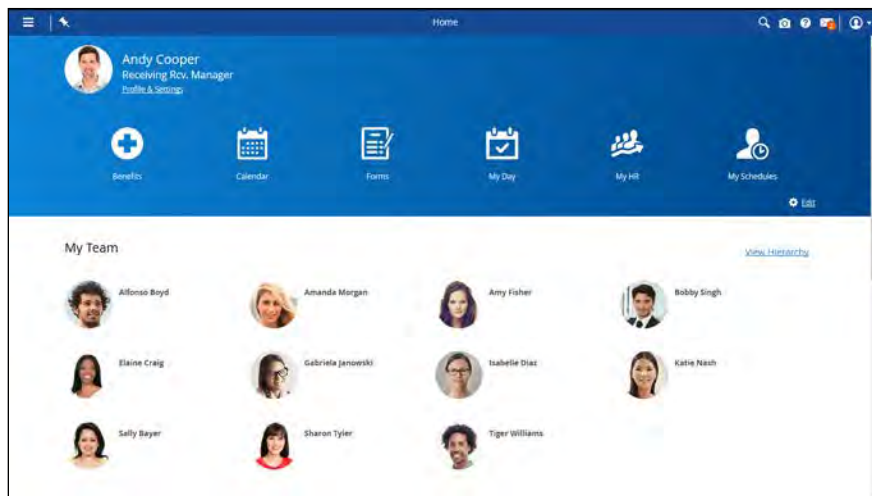 Home
Andy Cooper
Receiving Rcv. Manager
Profile & Settings
Benefits
Calendar
Forms
My Day
My HR
My Schedules
Edit
My Team
View Hierarchy
Alfonso Boyd
Amanda Morgan
Amy Fisher
Bobby Singh
Elaine Craig
Gabriela Janowski
Isabelle Diaz
Katie Nash
Sally Bayer
Sharon Tyler
Tiger Williams